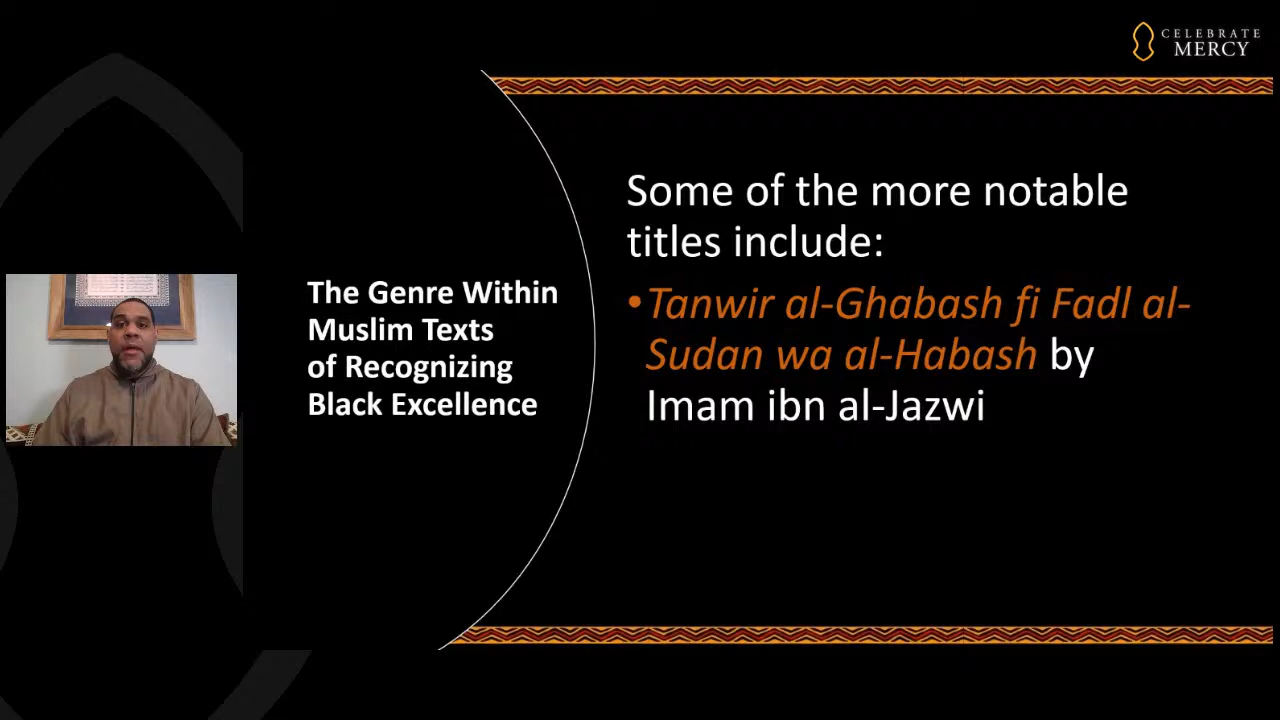 CELEBRATE
MERCY
The Genre Within
Muslim Texts
of Recognizing
Black Excellence
Some of the more notable
titles include:
•Tanwir al-Ghabash fi Fadl al-
Sudan wa al-Habash by
Imam ibn al-Jazwi